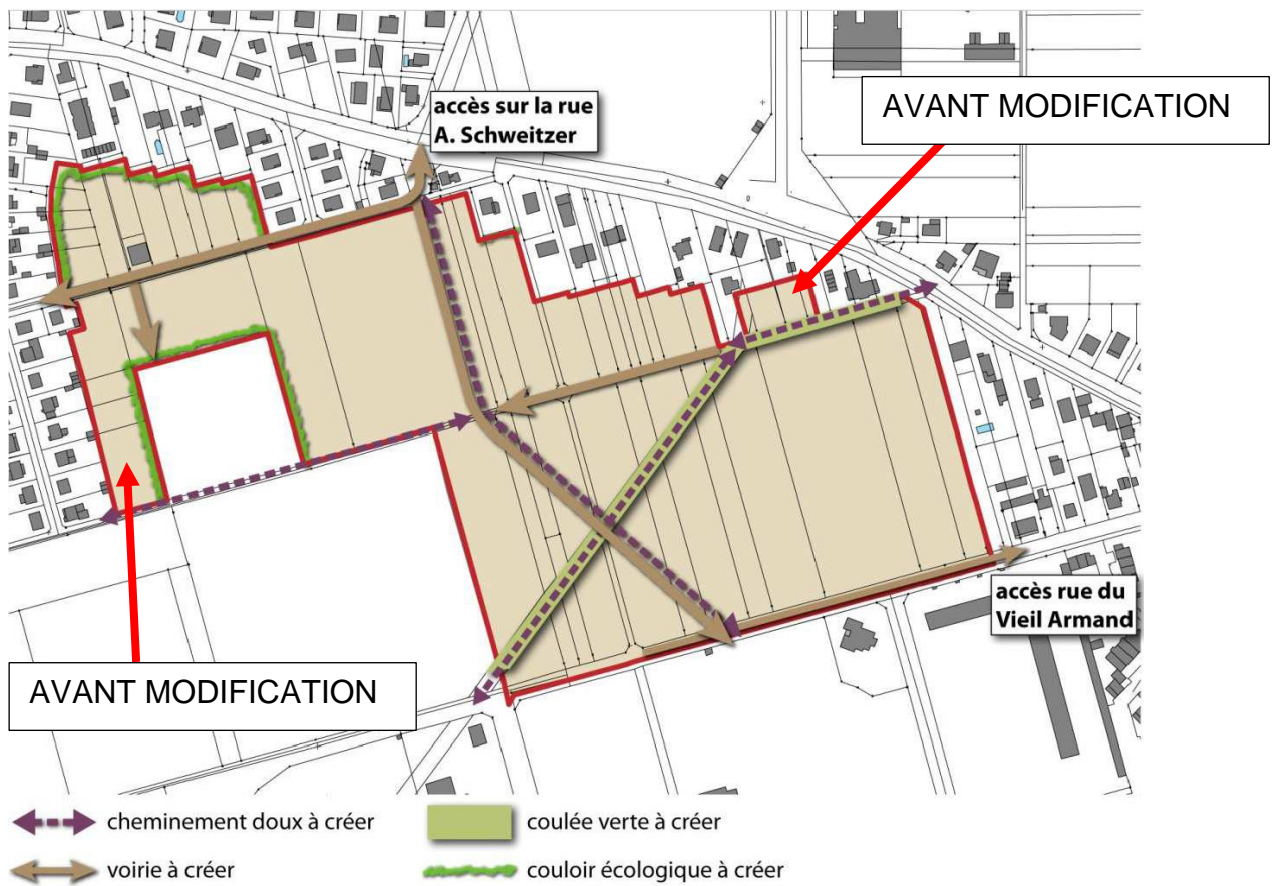 accès sur la rue
A. Schweitzer
AVANT MODIFICATION
accès rue du
Vieil Armand
AVANT MODIFICATION
cheminement doux à créer
coulée verte à créer
voirie à créer
couloir écologique à créer